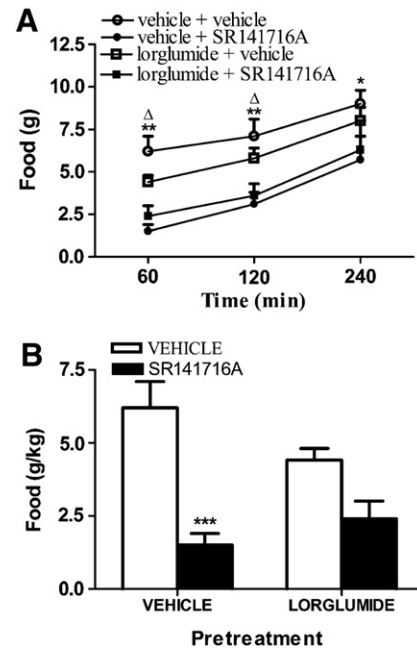 A
vehicle + vehicle
vehicle + SR141716A
lorglumide + vehicle
lorglumide + SR141716A
12.5
10.0
7.5
5.0
2.5
0.0
Food (g)
Δ
**
Δ
**
*
60
120
240
Time (min)
B
VEHICLE
SR141716A
7.5
5.0
2.5
0.0
Food (g/kg)
***
VEHICLE
LORGLUMIDE
Pretreatment